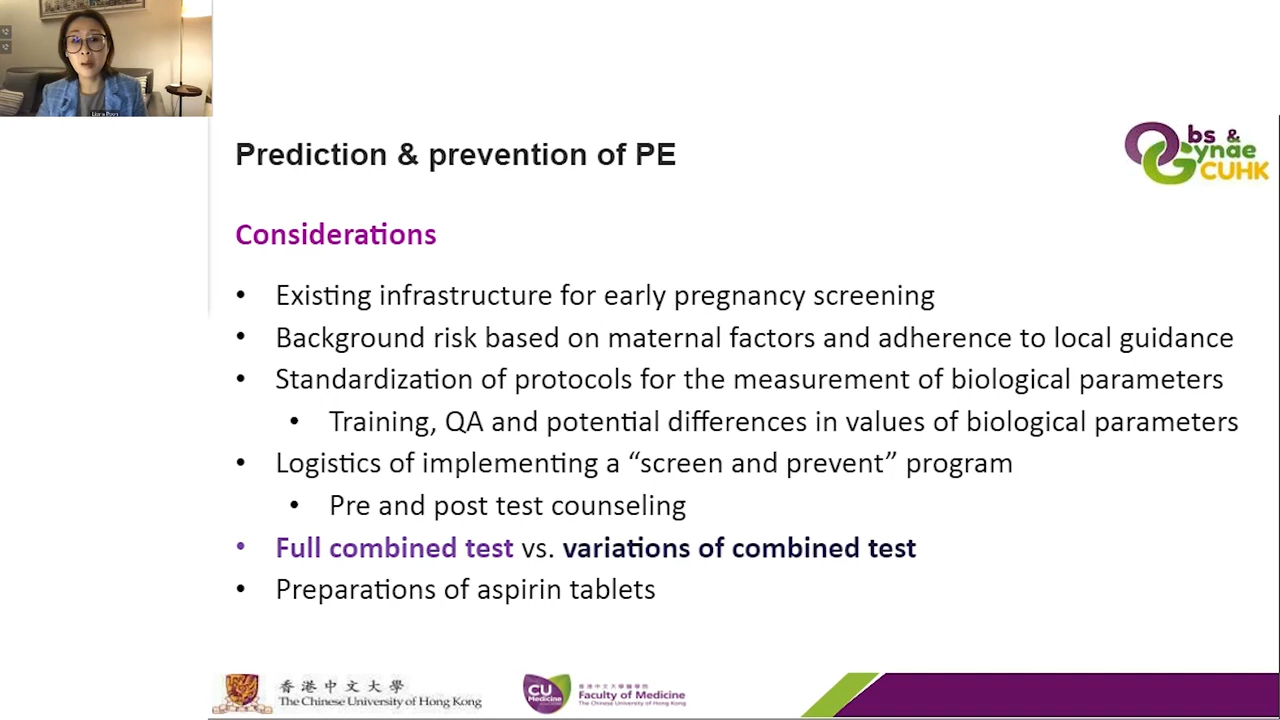 Prediction & prevention of PE
bs &
ynae
CUHK
Considerations
• Existing infrastructure for early pregnancy screening
• Background risk based on maternal factors and adherence to local guidance
• Standardization of protocols for the measurement of biological parameters
• Training, QA and potential differences in values of biological parameters
• Logistics of implementing a “screen and prevent” program
• Pre and post test counseling
• Full combined test vs. variations of combined test
• Preparations of aspirin tablets
香港中文大學
The Chinese University of Hong Kong
CU
Medicine
香港中文大學醫學院
Faculty of Medicine
The Chinese University of Hong Kong